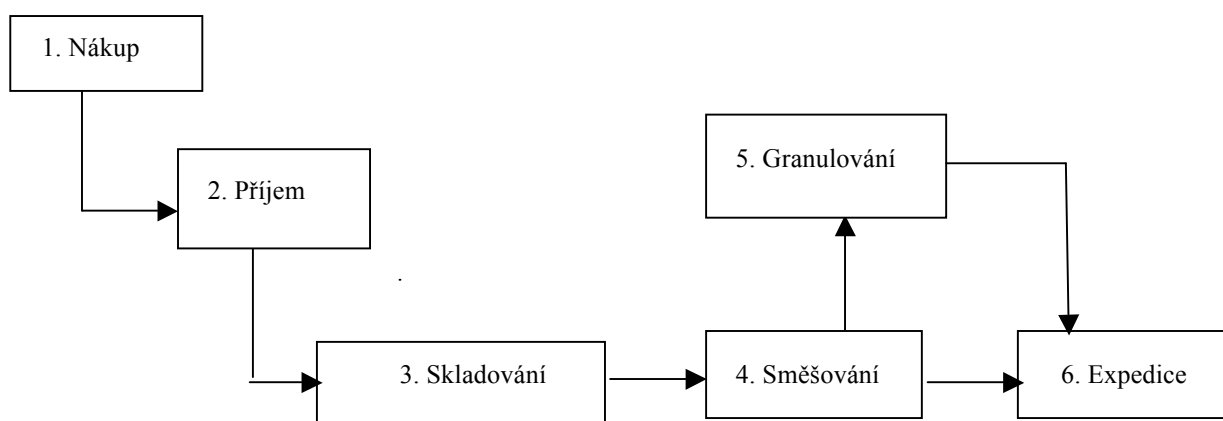 1. Nákup
2. Příjem
3. Skladování
4. Směšování
5. Granulování
6. Expedice